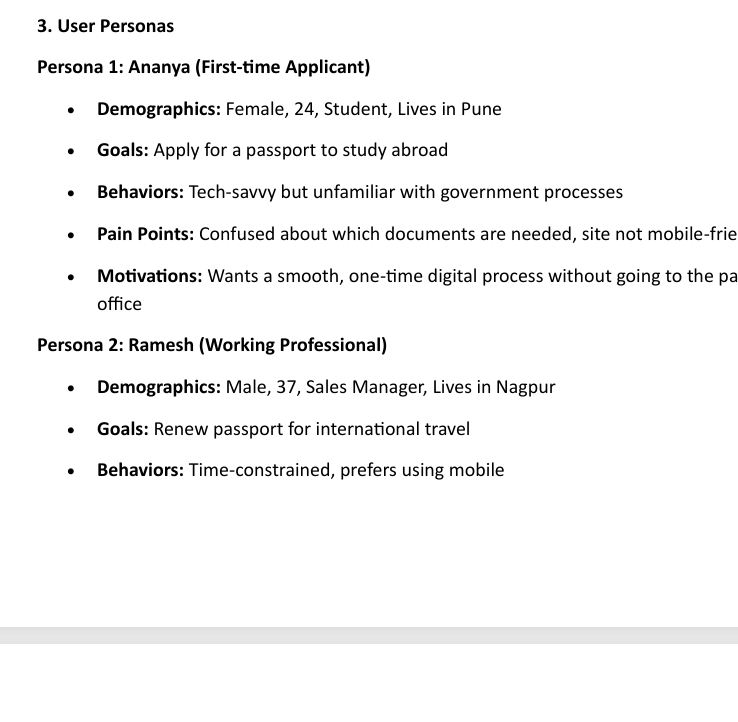 3. User Personas
Persona 1: Ananya (First-time Applicant)
• Demographics: Female, 24, Student, Lives in Pune
• Goals: Apply for a passport to study abroad
• Behaviors: Tech-savvy but unfamiliar with government processes
• Pain Points: Confused about which documents are needed, site not mobile-frie
• Motivations: Wants a smooth, one-time digital process without going to the pa
office
Persona 2: Ramesh (Working Professional)
• Demographics: Male, 37, Sales Manager, Lives in Nagpur
• Goals: Renew passport for international travel
• Behaviors: Time-constrained, prefers using mobile